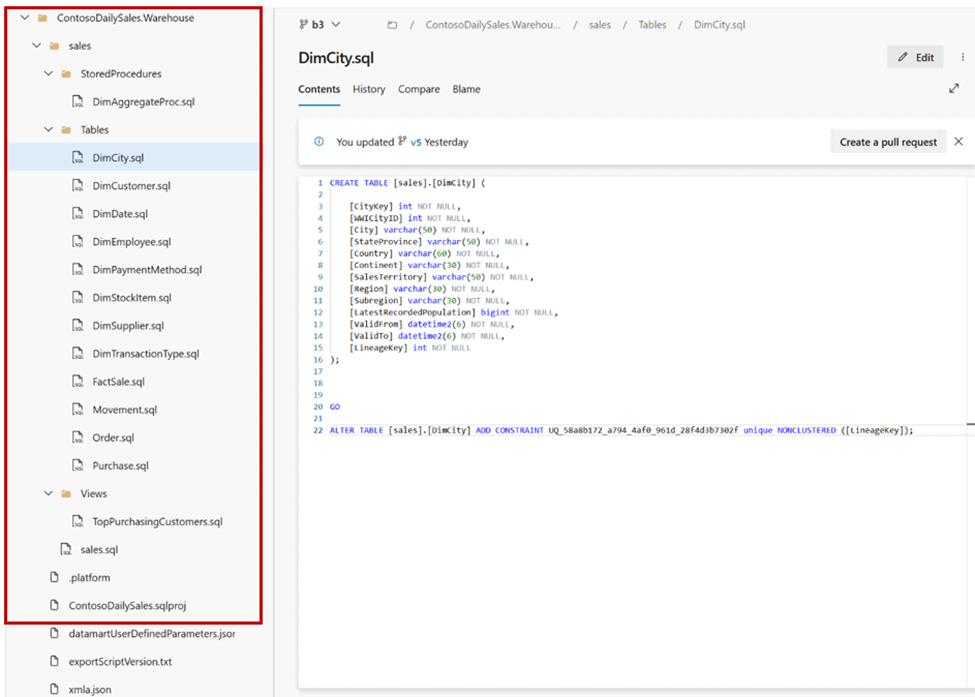 ContosoDailySales.Warehouse
sales
StoredProcedures
DimAggregateProc.sql
Tables
DimCity.sql
DimCustomer.sql
DimDate.sql
DimEmployee.sql
DimPaymentMethod.sql
DimStockItem.sql
DimSupplier.sql
DimTransactionType.sql
FactSale.sql
Movement.sql
Order.sql
Purchase.sql
Views
TopPurchasingCustomers.sql
sales.sql
.platform
ContosoDailySales.sqlproj
datamartUserDefinedParameters.jsor
exportScriptVersion.txt
xmla.json
b3 / ContosoDailySales.Warehou... / sales / Tables / DimCity.sql
DimCity.sql
Edit
Contents History Compare Blame
You updated v5 Yesterday
Create a pull request
1 CREATE TABLE [sales].[DimCity] (
2
3 [CityKey] int NOT NULL,
4 [WWICityID] int NOT NULL,
5 [City] varchar(50) NOT NULL,
6 [StateProvince] varchar(50) NOT NULL,
7 [Country] varchar(60) NOT NULL,
8 [Continent] varchar(30) NOT NULL,
9 [SalesTerritory] varchar(50) NOT NULL,
10 [Region] varchar(30) NOT NULL,
11 [Subregion] varchar(30) NOT NULL,
12 [LatestRecordedPopulation] bigint NOT NULL,
13 [ValidFrom] datetime2(6) NOT NULL,
14 [ValidTo] datetime2(6) NOT NULL,
15 [LineageKey] int NOT NULL
16 );
17
18
19
20 GO
21
22 ALTER TABLE [sales].[DimCity] ADD CONSTRAINT UQ_58a8b172_a794_4af0_961d_28f4d3b7302f unique NONCLUSTERED ([LineageKey]);